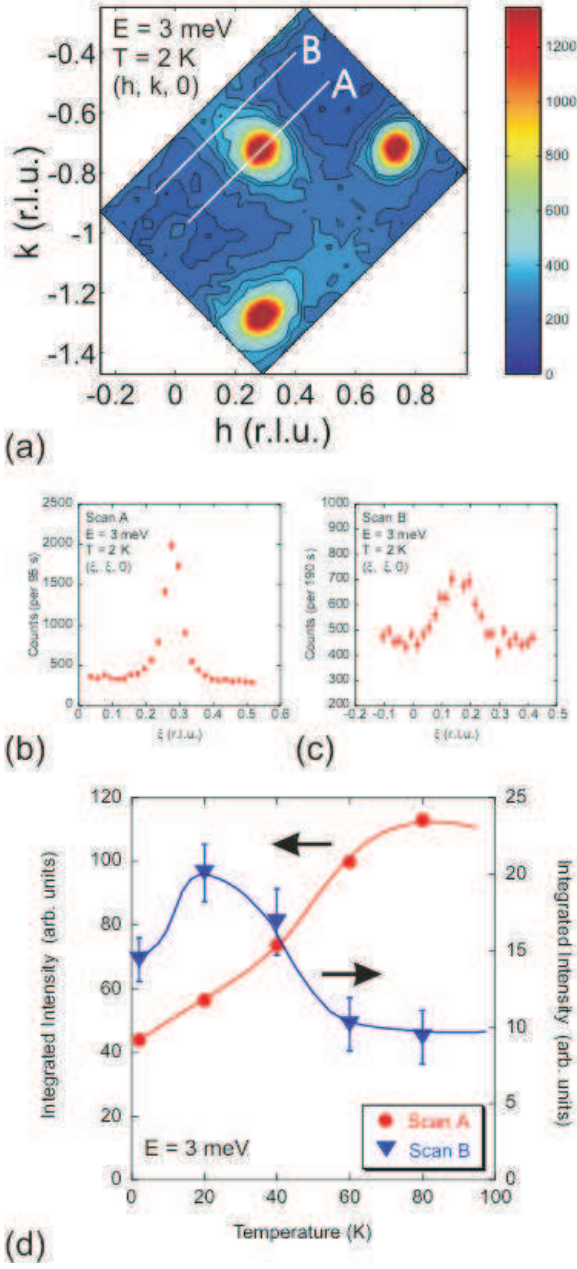 E = 3 meV
T = 2 K
(h, k, 0)
B
A
-0.4
-0.6
-0.8
-1
-1.2
-1.4
k (r.l.u.)
-0.2 0 0.2 0.4 0.6 0.8
h (r.l.u.)
1200
1000
800
600
400
200
0
(a)
2500
2000
1500
1000
500
0
Counts (per 95 s)
Scan A
E = 3 meV
T = 2 K
(ξ, ξ, 0)
0 0.1 0.2 0.3 0.4 0.5 0.6
ξ (r.l.u.)
(b)
1000
900
800
700
600
500
400
300
200
Counts (per 190 s)
Scan B
E = 3 meV
T = 2 K
(ξ, ξ, 0)
-0.2 -0.1 0 0.1 0.2 0.3 0.4 0.5
ξ (r.l.u.)
(c)
120
100
80
60
40
20
0
Integrated Intensity (arb. units)
25
20
15
10
5
0
Integrated Intensity (arb. units)
E = 3 meV
Scan A
Scan B
0 20 40 60 80 100
Temperature (K)
(d)